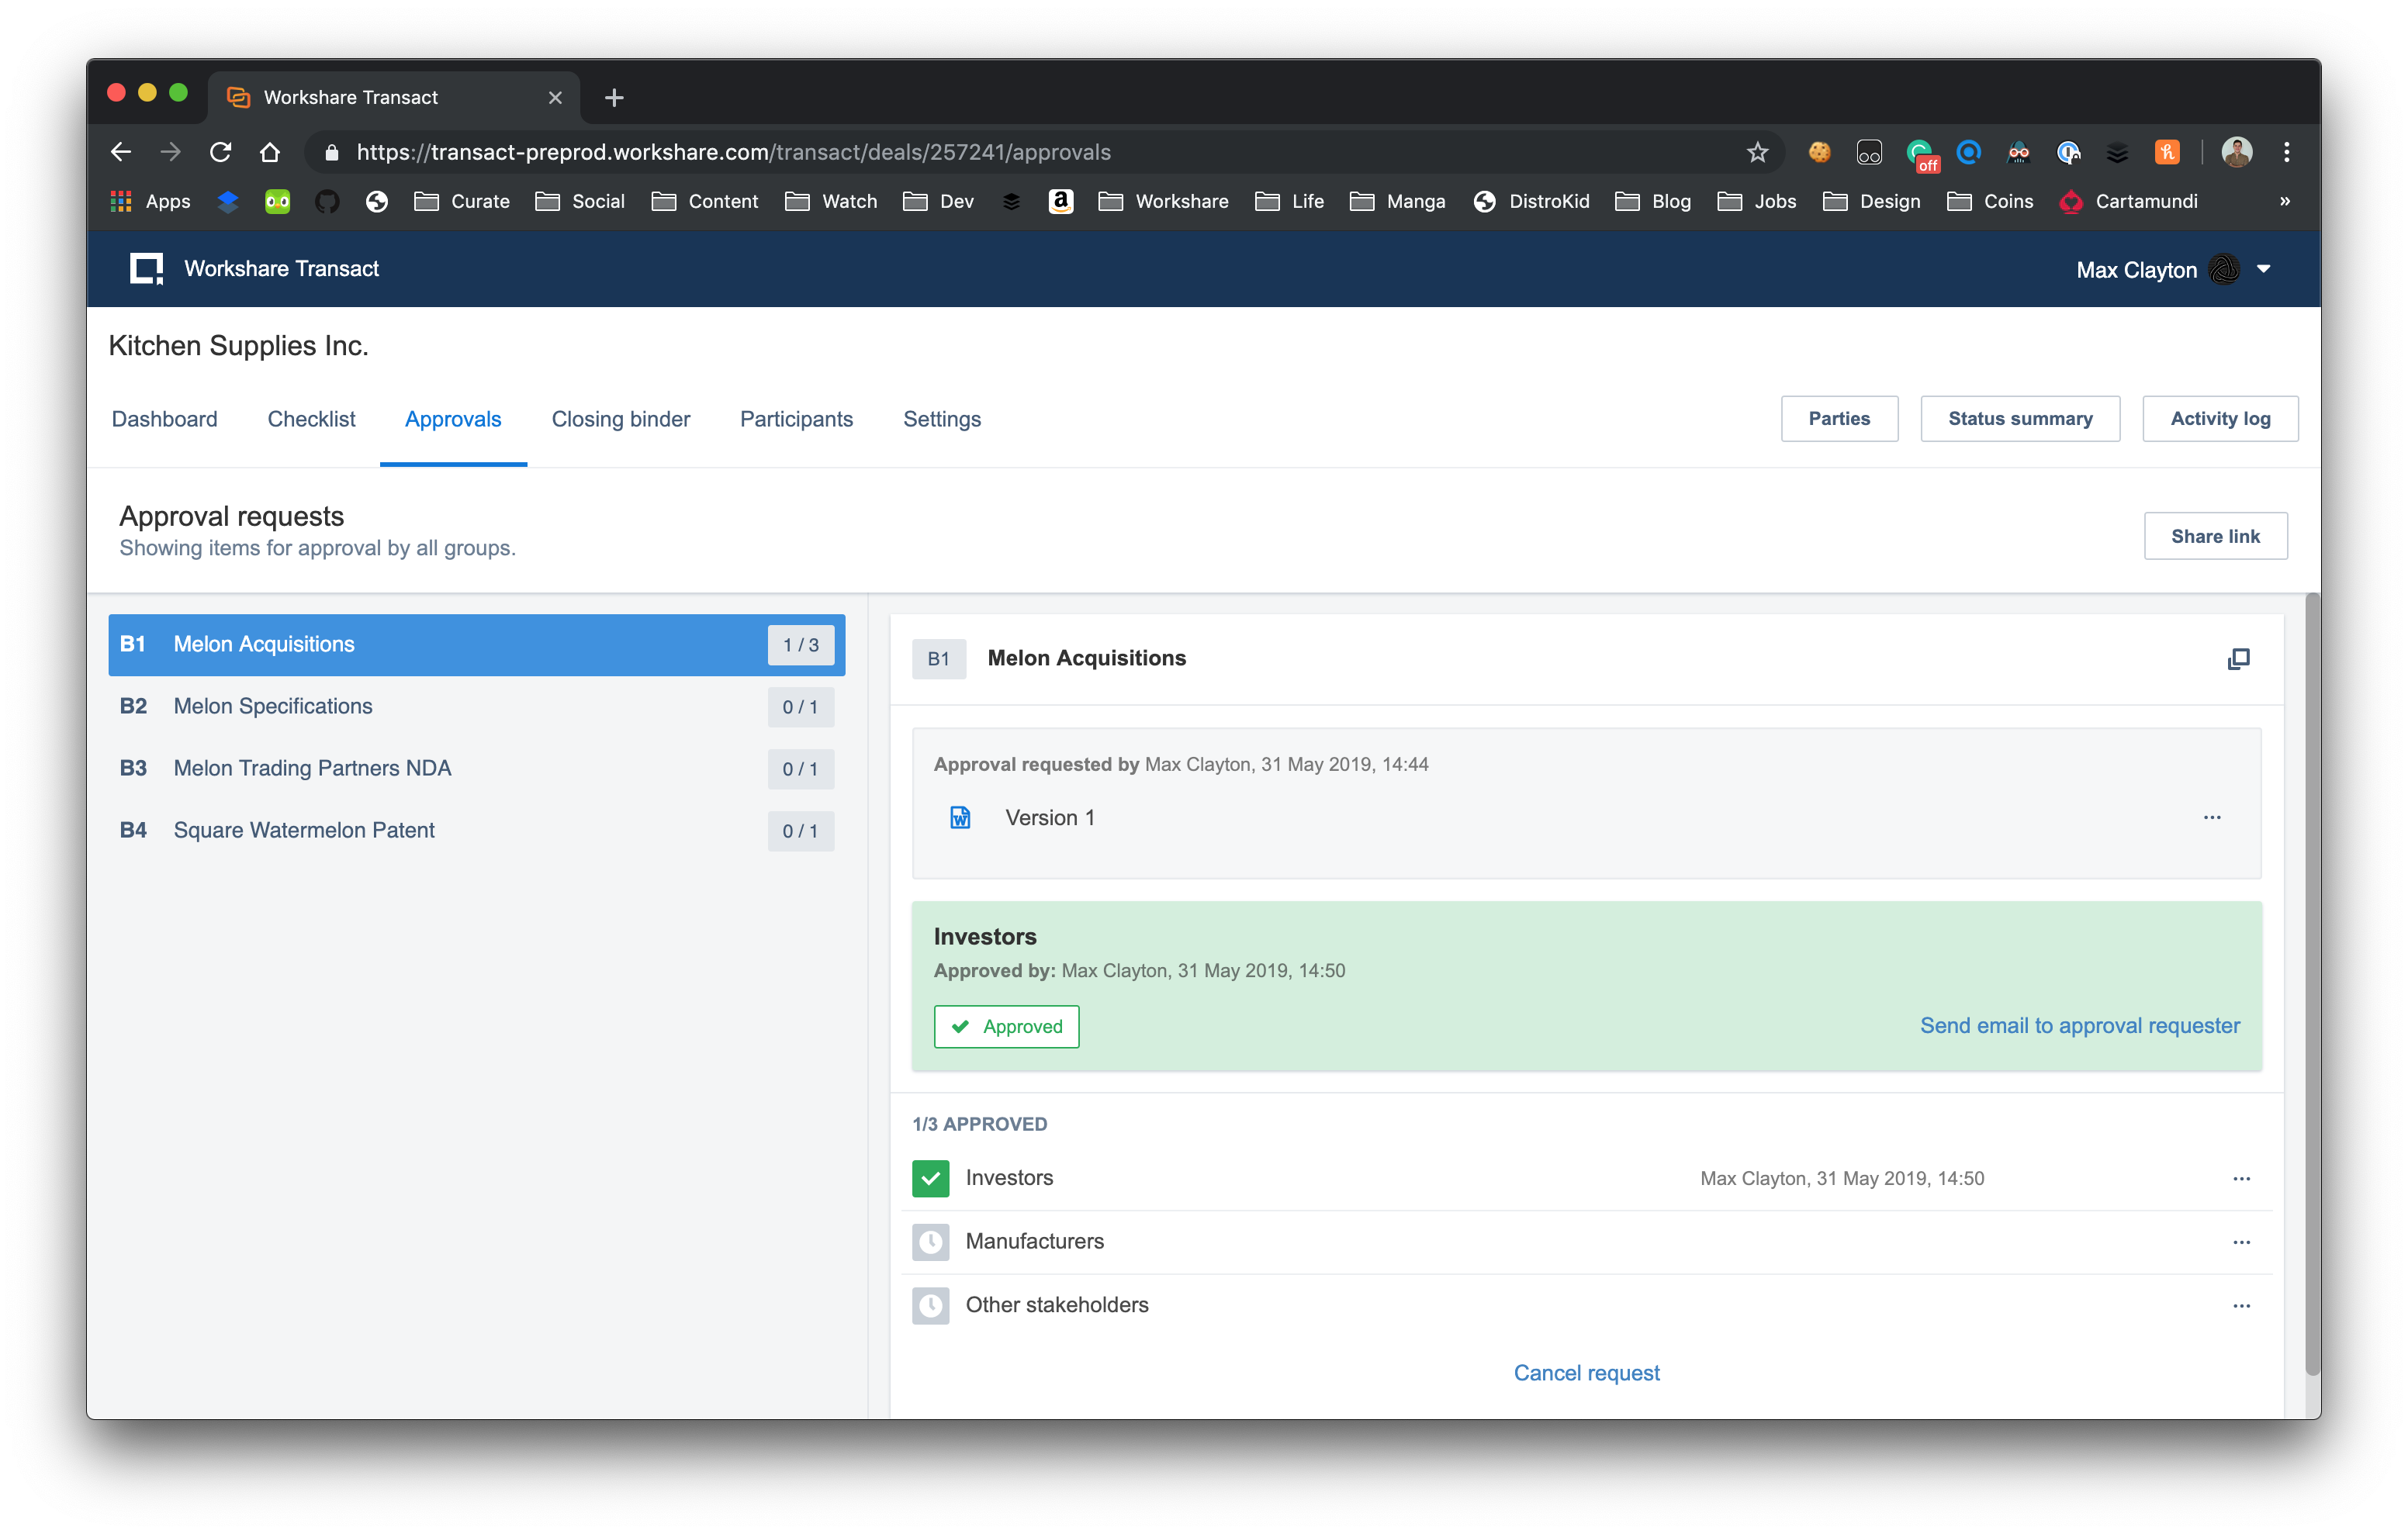 Workshare Transact
https://transact-preprod.workshare.com/transact/deals/257241/approvals
off
Apps Curate Social Content Watch Dev Workshare Life Manga DistroKid Blog Jobs Design Coins Cartamundi »
Workshare Transact
Max Clayton
Kitchen Supplies Inc.
Dashboard Checklist Approvals Closing binder Participants Settings
Parties Status summary Activity log
Approval requests
Showing items for approval by all groups.
Share link
B1 Melon Acquisitions 1 / 3
B2 Melon Specifications 0 / 1
B3 Melon Trading Partners NDA 0 / 1
B4 Square Watermelon Patent 0 / 1
B1 Melon Acquisitions
Approval requested by Max Clayton, 31 May 2019, 14:44
Version 1
Investors
Approved by: Max Clayton, 31 May 2019, 14:50
Approved
Send email to approval requester
1/3 APPROVED
Investors Max Clayton, 31 May 2019, 14:50
Manufacturers
Other stakeholders
Cancel request